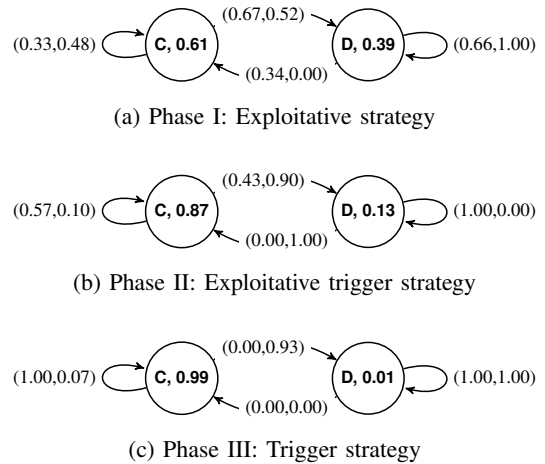 (0.67,0.52)
(0.33,0.48) C, 0.61 D, 0.39 (0.66,1.00)
(0.34,0.00)
(a) Phase I: Exploitative strategy
(0.43,0.90)
(0.57,0.10) C, 0.87 D, 0.13 (1.00,0.00)
(0.00,1.00)
(b) Phase II: Exploitative trigger strategy
(0.00,0.93)
(1.00,0.07) C, 0.99 D, 0.01 (1.00,1.00)
(0.00,0.00)
(c) Phase III: Trigger strategy